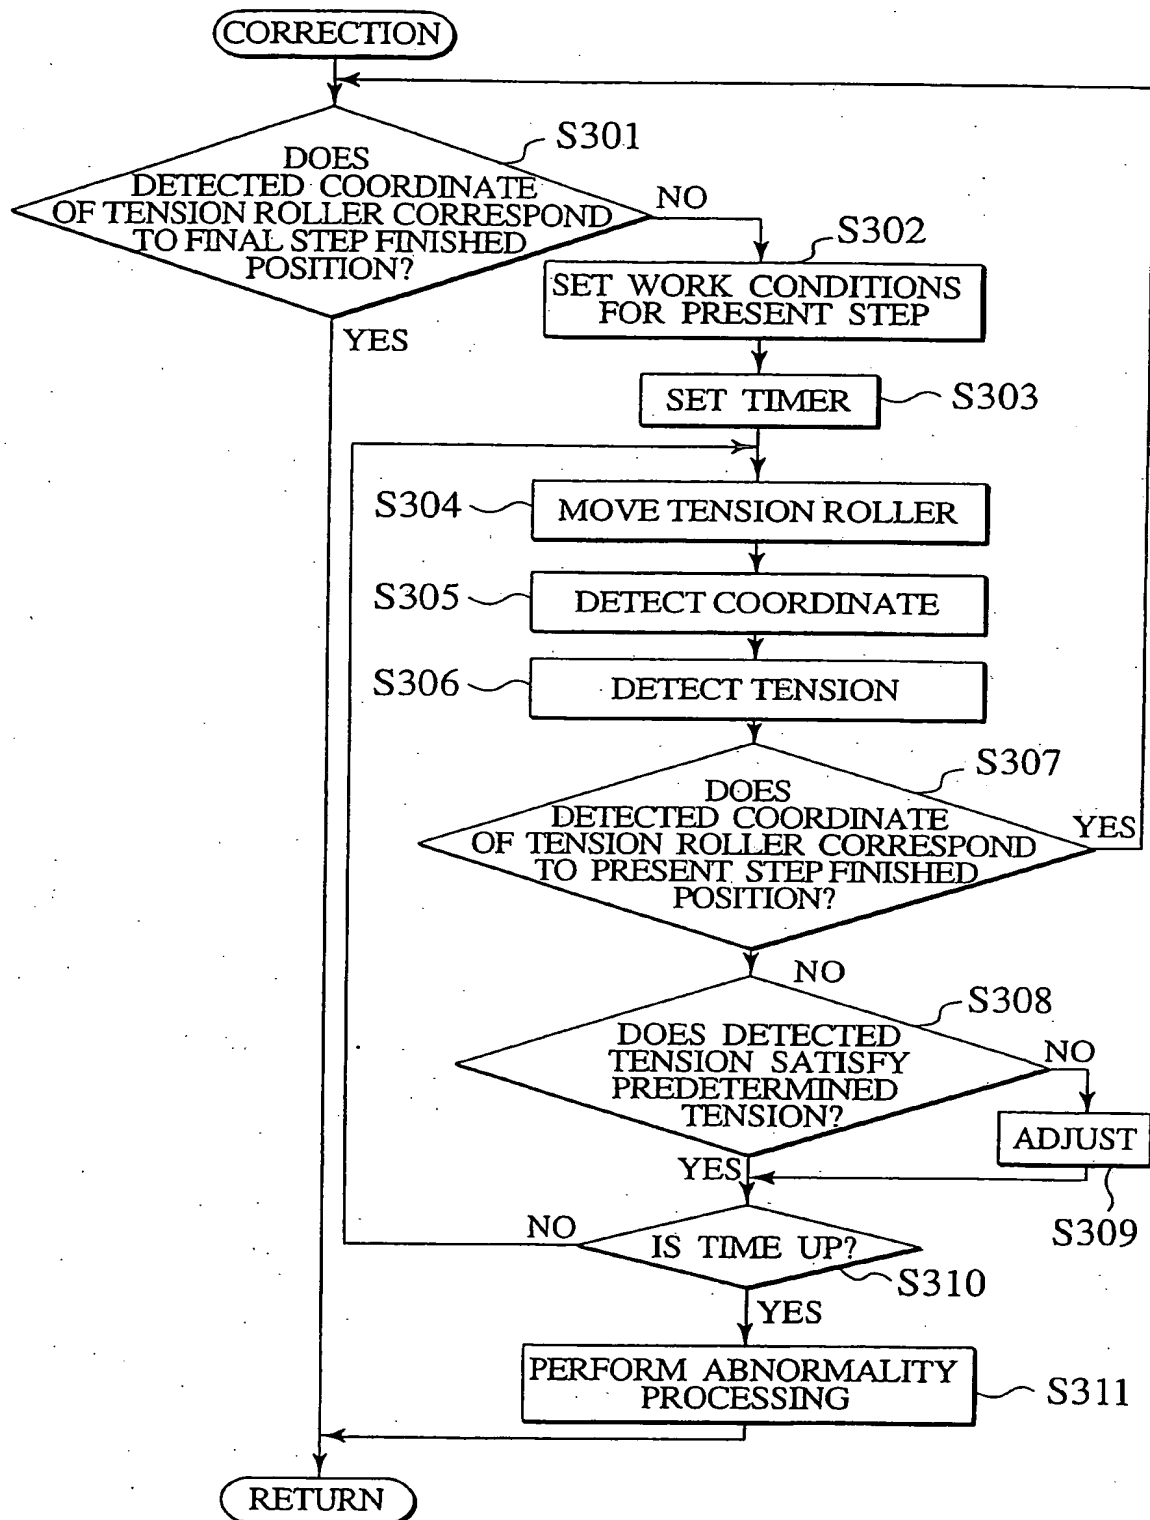 CORRECTION
S301
DOES
DETECTED COORDINATE
OF TENSION ROLLER CORRESPOND
TO FINAL STEP FINISHED
POSITION?
NO
YES
S302
SET WORK CONDITIONS
FOR PRESENT STEP
SET TIMER
S303
S304
MOVE TENSION ROLLER
S305
DETECT COORDINATE
S306
DETECT TENSION
S307
DOES
DETECTED COORDINATE
OF TENSION ROLLER CORRESPOND
TO PRESENT STEP FINISHED
POSITION?
YES
NO
S308
DOES DETECTED
TENSION SATISFY
PREDETERMINED
TENSION?
NO
ADJUST
S309
YES
IS TIME UP?
NO
S310
YES
PERFORM ABNORMALITY
PROCESSING
S311
RETURN